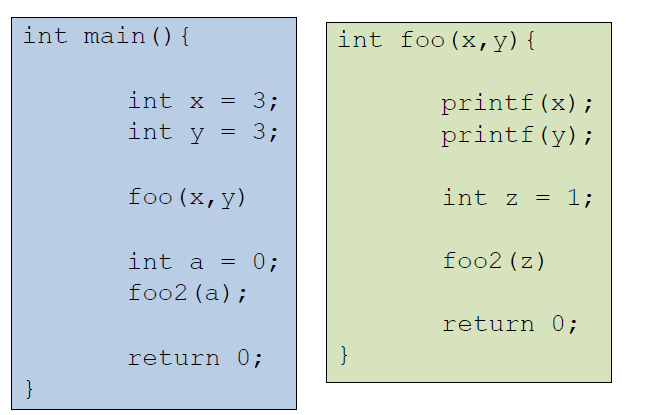 int main(){
int x = 3;
int y = 3;
foo(x,y)
int a = 0;
foo2(a);
return 0;
}
int foo(x,y){
printf(x);
printf(y);
int z = 1;
foo2(z)
return 0;
}